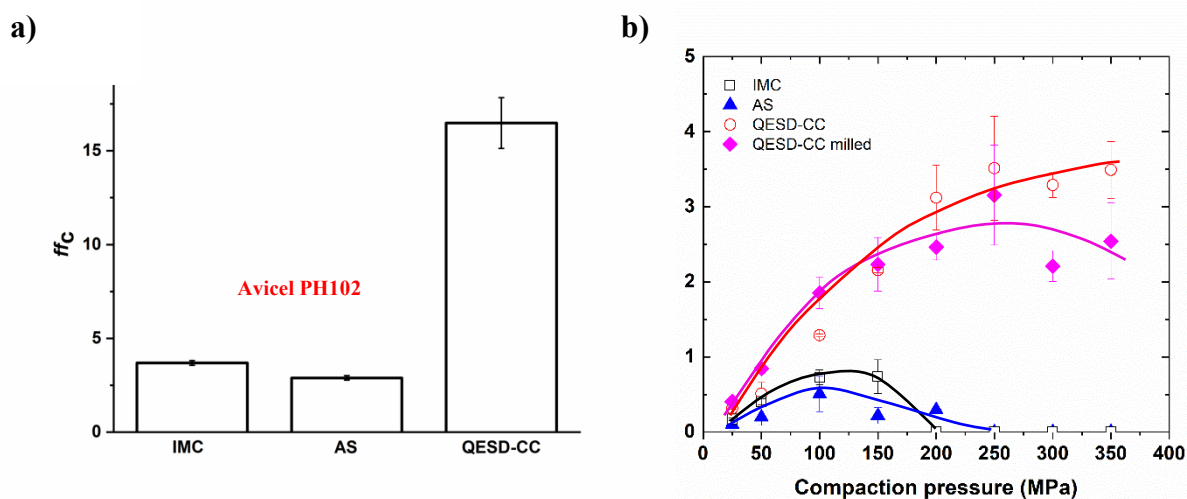 a)
ff_C
15
10
5
0
Avicel PH102
IMC
AS
QESD-CC
b)
5
4
3
2
1
0
IMC
AS
QESD-CC
QESD-CC milled
0 50 100 150 200 250 300 350 400
Compaction pressure (MPa)